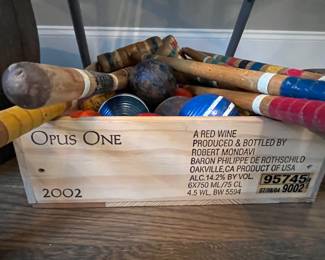 OPUS ONE
2002
A RED WINE
PRODUCED & BOTTLED BY
ROBERT MONDAVI
BARON PHILIPPE DE ROTHSCHILD
OAKVILLE,CA PRODUCT OF USA
ALC.14.2% BY VOL.
6X750 ML/75 CL
4.5 WL, BW 5594
95745
9002